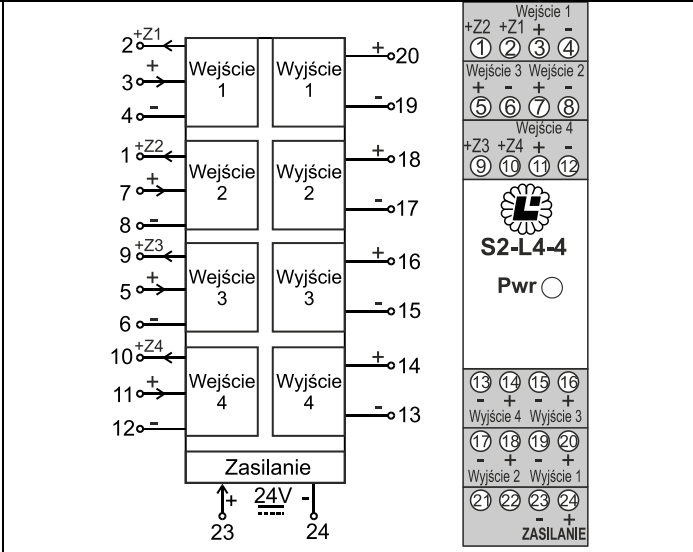 2 +Z1
3 +
4 -
Wejście 1
Wyjście 1
+ 20
- 19
1 +Z2
7 +
8 -
Wejście 2
Wyjście 2
+ 18
- 17
9 +Z3
5 +
6 -
Wejście 3
Wyjście 3
+ 16
- 15
10 +Z4
11 +
12 -
Wejście 4
Wyjście 4
+ 14
- 13
Zasilanie
+ 24V -
23 24
Wejście 1
+Z2 +Z1 + -
1 2 3 4
Wejście 3 Wejście 2
+ - + -
5 6 7 8
Wejście 4
+Z3 +Z4 + -
9 10 11 12
S2-L4-4
Pwr
13 14 15 16
- + - +
Wyjście 4 Wyjście 3
17 18 19 20
- + - +
Wyjście 2 Wyjście 1
21 22 23 24
- +
ZASILANIE